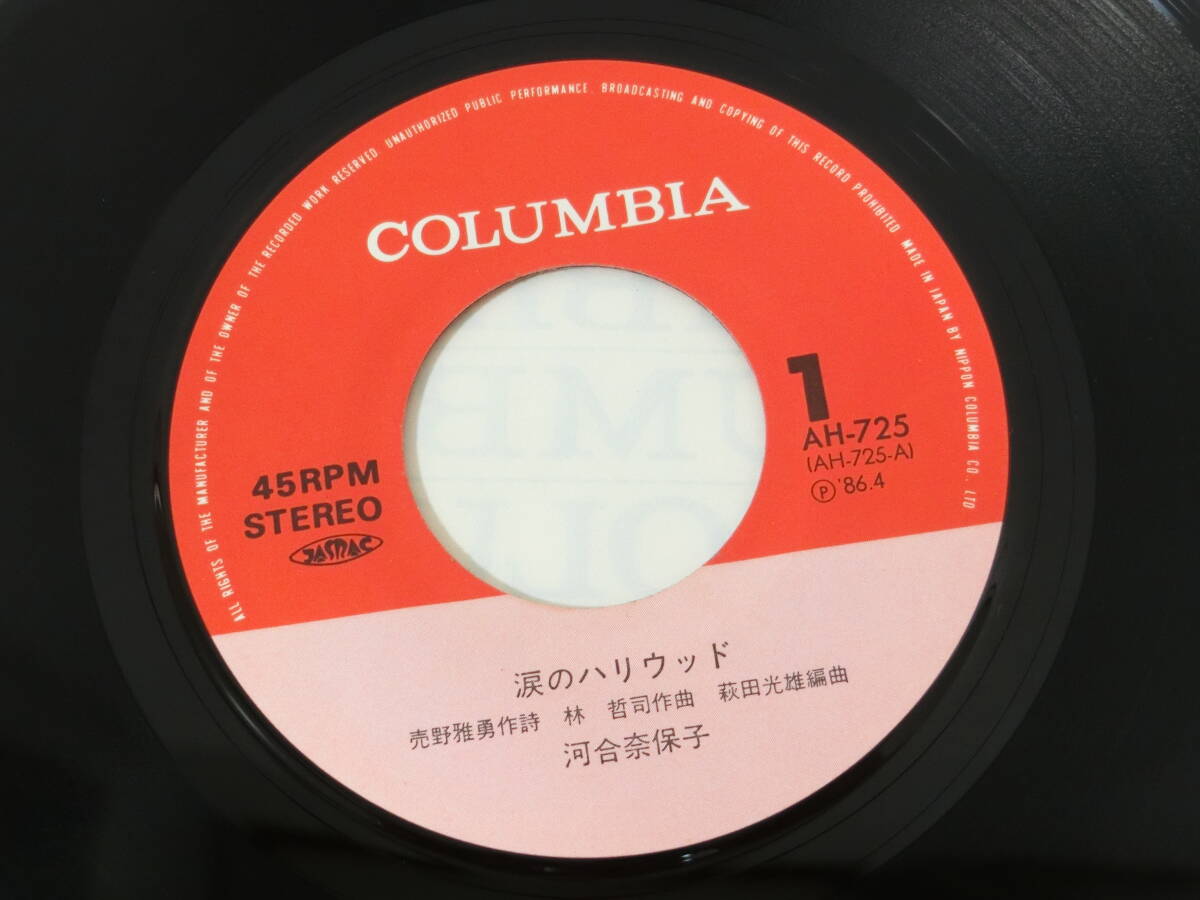 ALL RIGHTS OF THE MANUFACTURER AND OF THE OWNER OF THE RECORDED WORK RESERVED. UNAUTHORIZED PUBLIC PERFORMANCE. BROADCASTING AND COPYING OF THIS RECORD PROHIBITED MADE IN JAPAN BY NIPPON COLUMBIA CO., LTD
COLUMBIA
1
AH-725
(AH-725-A)
Ⓟ '86.4
45RPM
STEREO
JASRAC
涙のハリウッド
売野雅勇作詩 林 哲司作曲 萩田光雄編曲
河合奈保子